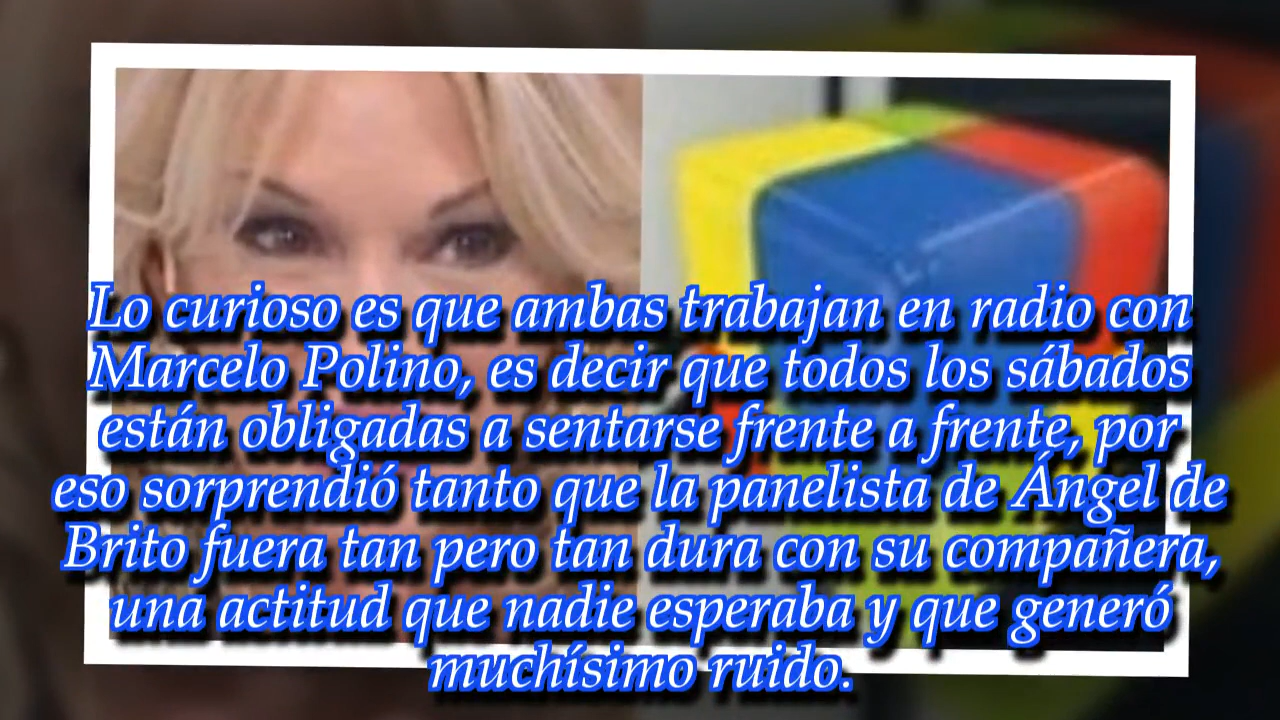 Lo curioso es que ambas trabajan en radio con
Marcelo Polino, es decir que todos los sábados
están obligadas a sentarse frente a frente, por
eso sorprendió tanto que la panelista de Ángel de
Brito fuera tan pero tan dura con su compañera,
una actitud que nadie esperaba y que generó
muchísimo ruido.